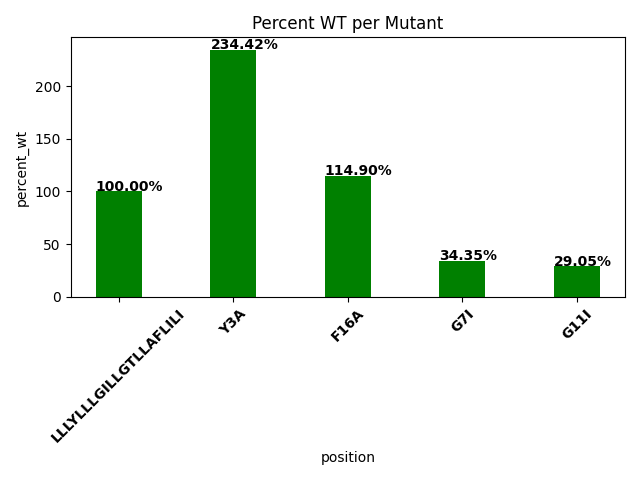 Percent WT per Mutant
percent_wt
200
150
100
50
0
100.00%
234.42%
114.90%
34.35%
29.05%
LLLYLLLGILLGTLLAFLILI
Y3A
F16A
G7I
G11I
position